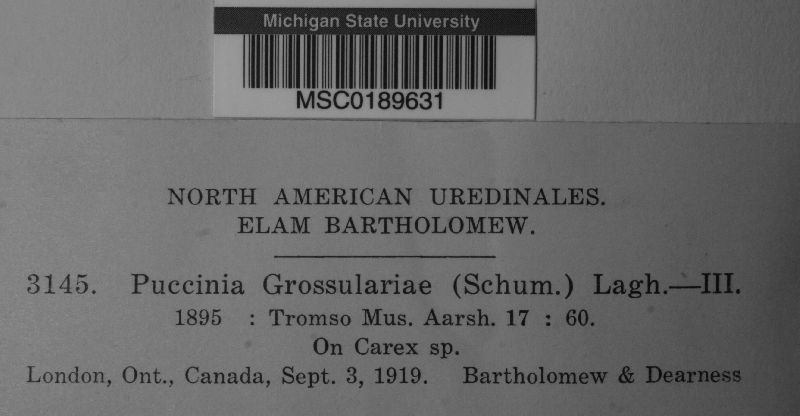 Michigan State University
MSC0189631
NORTH AMERICAN UREDINALES.
ELAM BARTHOLOMEW.
3145. Puccinia Grossulariae (Schum.) Lagh.—III.
1895 : Tromso Mus. Aarsh. 17 : 60.
On Carex sp.
London, Ont., Canada, Sept. 3, 1919. Bartholomew & Dearness